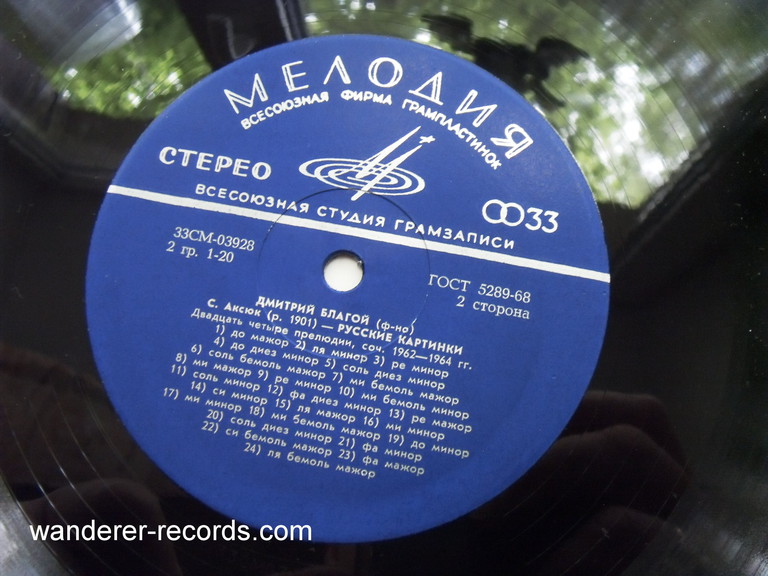 МЕЛОДИЯ
ВСЕСОЮЗНАЯ ФИРМА ГРАМПЛАСТИНОК
СТЕРЕО
33
ВСЕСОЮЗНАЯ СТУДИЯ ГРАМЗАПИСИ
33СМ-03928
2 гр. 1-20
ГОСТ 5289-68
2 сторона
ДМИТРИЙ БЛАГОЙ (ф-но)
С. Аксюк (р. 1901) — РУССКИЕ КАРТИНКИ
Двадцать четыре прелюдии, соч. 1962—1964 гг.
1) до мажор 2) ля минор 3) ре минор
4) до диез минор 5) соль диез минор
6) соль бемоль мажор 7) ми бемоль мажор
8) ми мажор 9) ре минор 10) ми бемоль минор
11) соль минор 12) фа диез минор 13) ре мажор
14) си минор 15) ля мажор 16) ми минор
17) ми минор 18) ми бемоль мажор 19) до минор
20) соль диез минор 21) фа минор
22) си бемоль мажор 23) фа мажор
24) ля бемоль мажор
wanderer-records.com